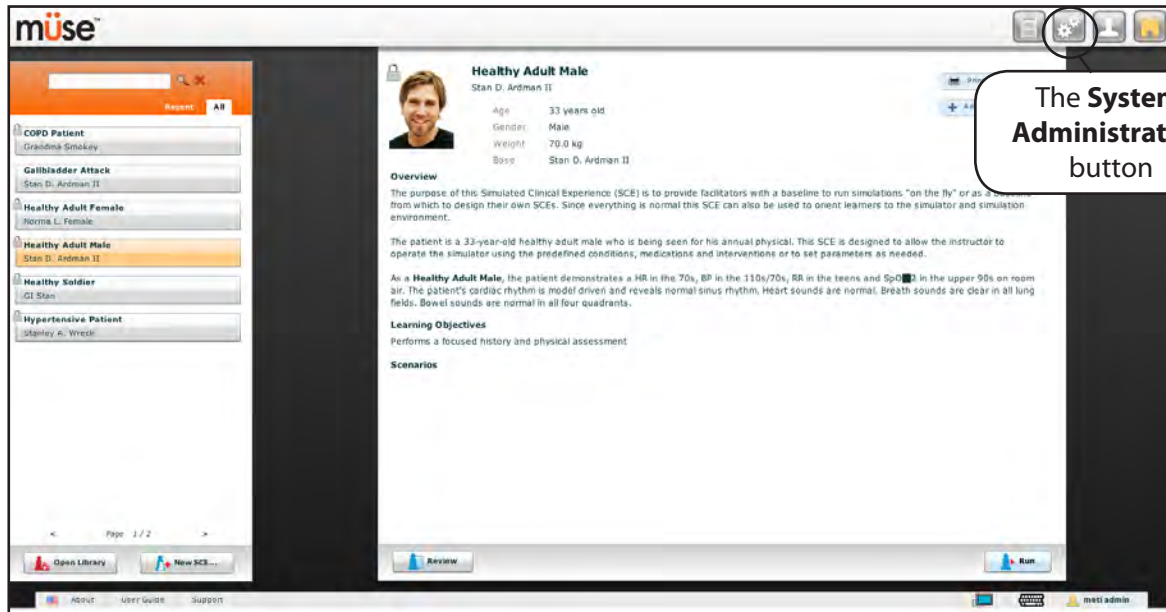 müse™
The System
Administrat
button
Recent All
COPD Patient
Grandma Smokey
Gallbladder Attack
Stan D. Ardman II
Healthy Adult Female
Norma L. Female
Healthy Adult Male
Stan D. Ardman II
Healthy Soldier
GI Stan
Hypertensive Patient
Stanley A. Wreck
< Page 1/2 >
Open Library New SCE...
Healthy Adult Male
Stan D. Ardman II
Age 33 years old
Gender Male
Weight 70.0 kg
Base Stan D. Ardman II
Overview
The purpose of this Simulated Clinical Experience (SCE) is to provide facilitators with a baseline to run simulations "on the fly" or as a
from which to design their own SCEs. Since everything is normal this SCE can also be used to orient learners to the simulator and simulation
environment.
The patient is a 33-year-old healthy adult male who is being seen for his annual physical. This SCE is designed to allow the instructor to
operate the simulator using the predefined conditions, medications and interventions or to set parameters as needed.
As a Healthy Adult Male, the patient demonstrates a HR in the 70s, BP in the 110s/70s, RR in the teens and SpO■2 in the upper 90s on room
air. The patient's cardiac rhythm is model driven and reveals normal sinus rhythm. Heart sounds are normal. Breath sounds are clear in all lung
fields. Bowel sounds are normal in all four quadrants.
Learning Objectives
Performs a focused history and physical assessment
Scenarios
Review Run
About User Guide Support meti admin